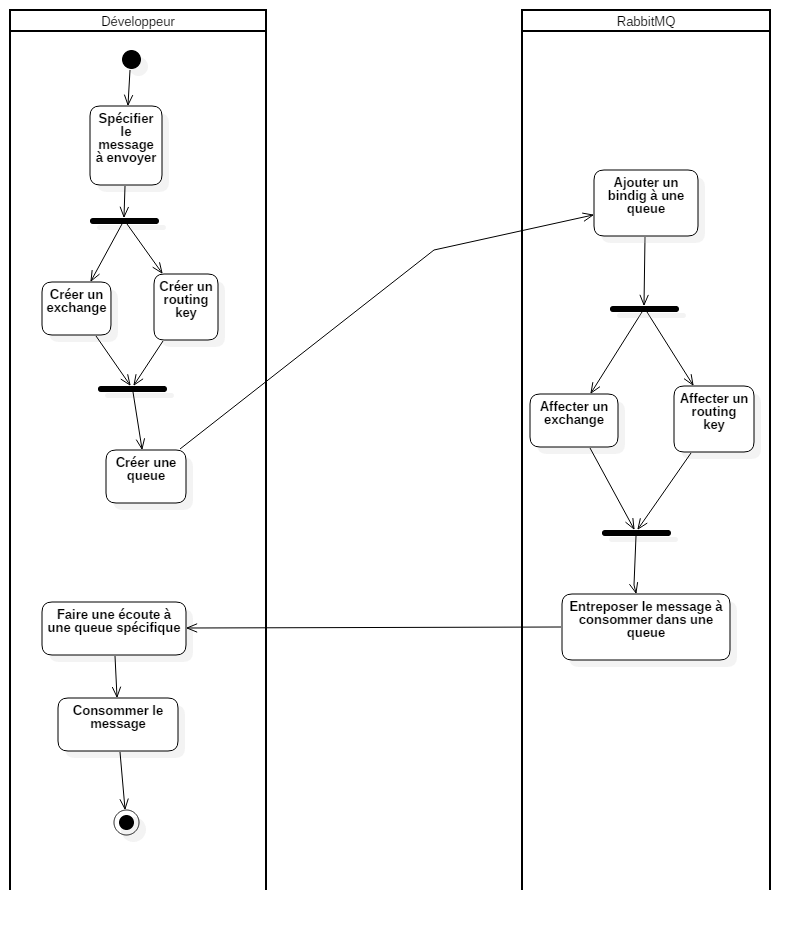 Développeur
RabbitMQ
Spécifier
le
message
à envoyer
Créer un
exchange
Créer un
routing
key
Créer une
queue
Ajouter un
bindig à une
queue
Affecter un
exchange
Affecter un
routing
key
Entreposer le message à
consommer dans une
queue
Faire une écoute à
une queue spécifique
Consommer le
message